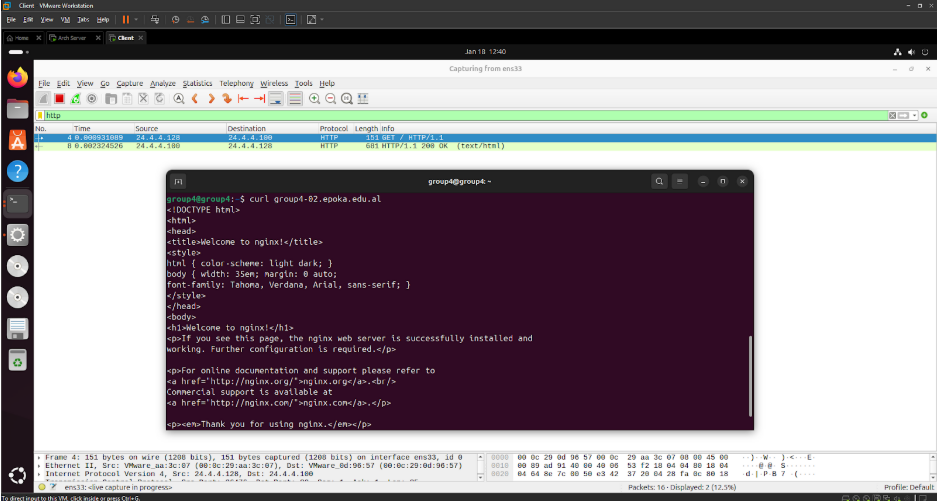 Client VMware Workstation
File Edit View VM Tabs Help
Home Arch Server Client
Jan 18 12:40
Capturing from ens33
File Edit View Go Capture Analyze Statistics Telephony Wireless Tools Help
http
No. Time Source Destination Protocol Length Info
4 0.000931089 24.4.4.128 24.4.4.100 HTTP 151 GET / HTTP/1.1
8 0.002324526 24.4.4.100 24.4.4.128 HTTP 681 HTTP/1.1 200 OK (text/html)
group4@group4: ~
group4@group4:~$ curl group4-02.epoka.edu.al
<!DOCTYPE html>
<html>
<head>
<title>Welcome to nginx!</title>
<style>
html { color-scheme: light dark; }
body { width: 35em; margin: 0 auto;
font-family: Tahoma, Verdana, Arial, sans-serif; }
</style>
</head>
<body>
<h1>Welcome to nginx!</h1>
<p>If you see this page, the nginx web server is successfully installed and
working. Further configuration is required.</p>
<p>For online documentation and support please refer to
<a href="http://nginx.org/">nginx.org</a>.<br/>
Commercial support is available at
<a href="http://nginx.com/">nginx.com</a>.</p>
<p><em>Thank you for using nginx.</em></p>
Frame 4: 151 bytes on wire (1208 bits), 151 bytes captured (1208 bits) on interface ens33, id 0
Ethernet II, Src: VMware_aa:3c:07 (00:0c:29:aa:3c:07), Dst: VMware_0d:96:57 (00:0c:29:0d:96:57)
Internet Protocol Version 4, Src: 24.4.4.128, Dst: 24.4.4.100
0000 00 0c 29 0d 96 57 00 0c 29 aa 3c 07 08 00 45 00
0010 00 89 ad 91 40 00 40 06 53 f2 18 04 04 80 18 04
0020 04 64 8e 7c 00 50 e3 42 37 29 04 28 fa 0c 80 18
ens33: <live capture in progress>
Packets: 16 · Displayed: 2 (12.5%)
Profile: Default
To direct input to this VM, click inside or press Ctrl+G.